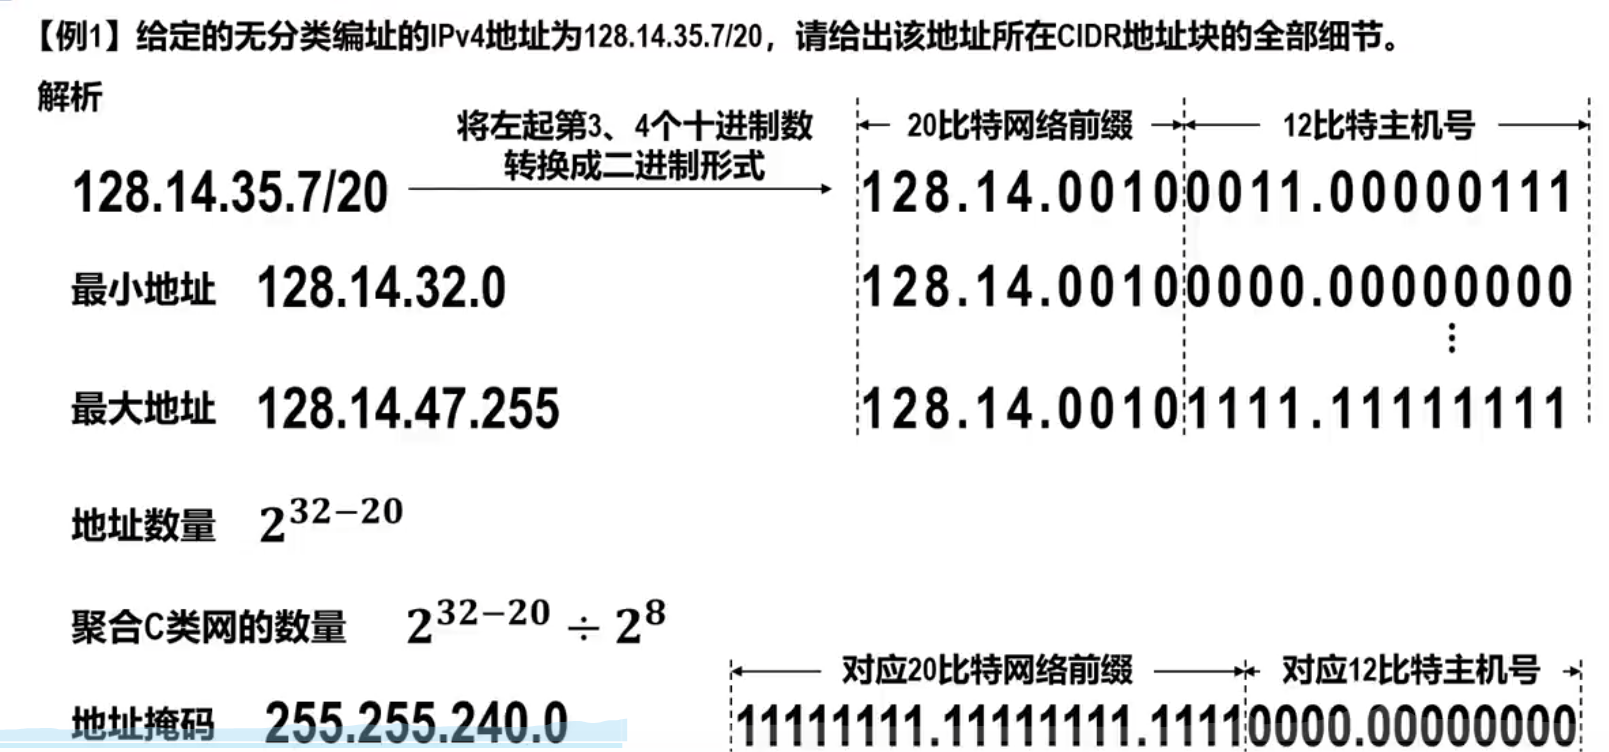 【例1】给定的无分类编址的IPv4地址为128.14.35.7/20，请给出该地址所在CIDR地址块的全部细节。
解析
将左起第3、4个十进制数
转换成二进制形式
20比特网络前缀 12比特主机号
128.14.35.7/20 128.14.00100011.00000111
最小地址 128.14.32.0 128.14.00100000.00000000
⋮
最大地址 128.14.47.255 128.14.00101111.11111111
地址数量 2^{32−20}
聚合C类网的数量 2^{32−20} ÷ 2^8
对应20比特网络前缀 对应12比特主机号
地址掩码 255.255.240.0 11111111.11111111.11110000.00000000